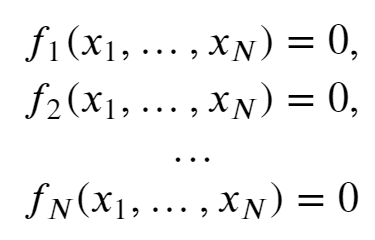 f₁(x₁, … , x_N) = 0,
f₂(x₁, … , x_N) = 0,
…
f_N(x₁, … , x_N) = 0